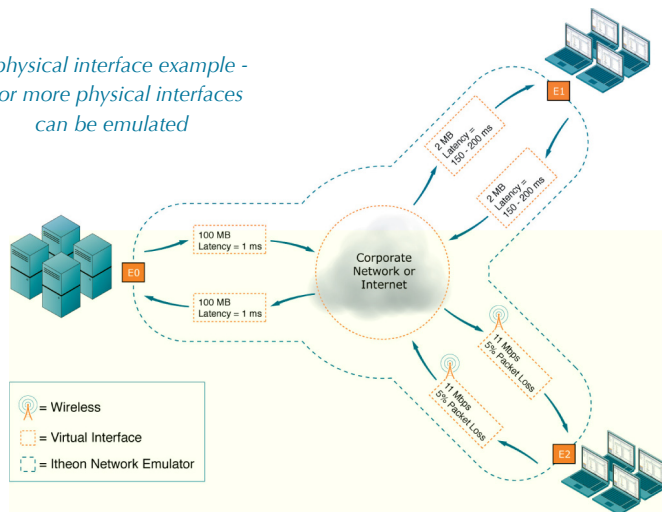 physical interface example -
or more physical interfaces
can be emulated
E1
2 MB
Latency =
150 - 200 ms
2 MB
Latency =
150 - 200 ms
100 MB
Latency = 1 ms
Corporate
Network or
Internet
E0
100 MB
Latency = 1 ms
11 Mbps
5% Packet Loss
11 Mbps
5% Packet Loss
E2
= Wireless
= Virtual Interface
= Itheon Network Emulator